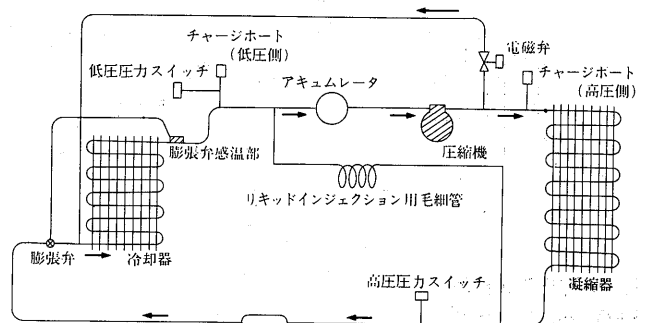 チャージホート
(低圧側)
電磁弁
低圧圧力スイッチ
アキュムレータ
チャージホート
(高圧側)
膨張弁感温部
圧縮機
リキッドインジェクション用毛細管
膨張弁
冷却器
高圧圧力スイッチ
凝縮器